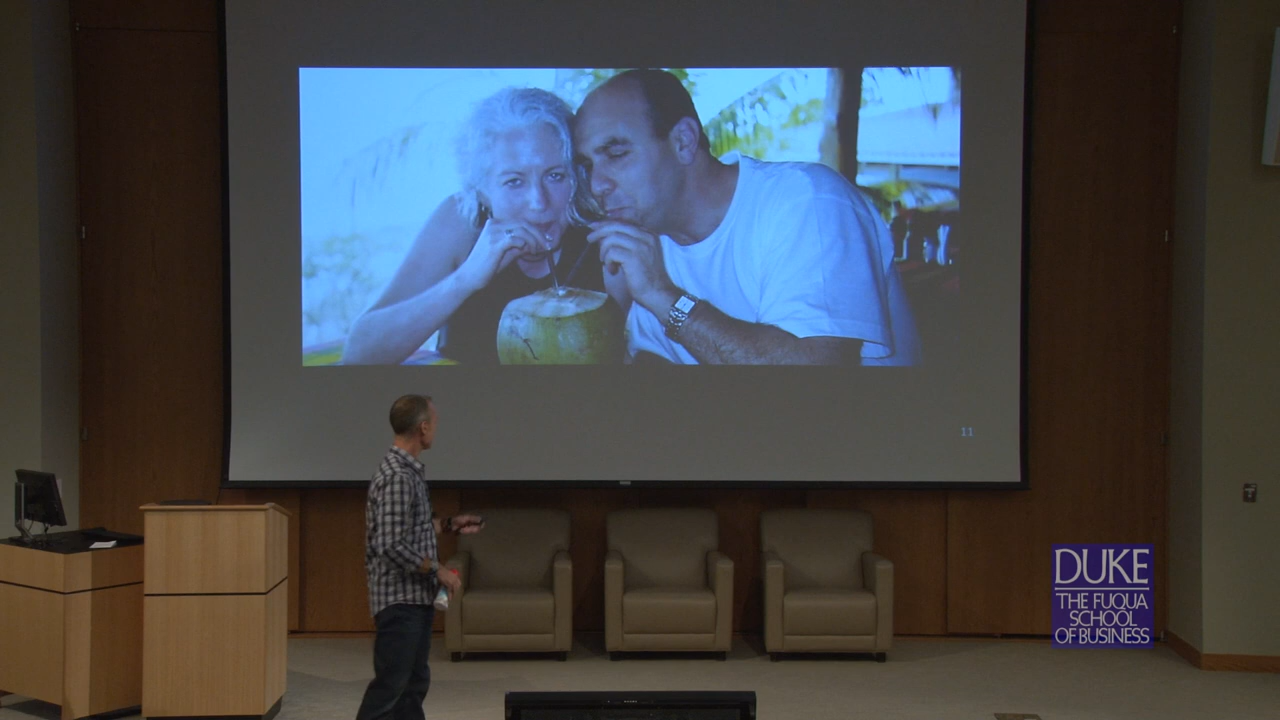 11
DUKE
THE FUQUA
SCHOOL
OF BUSINESS